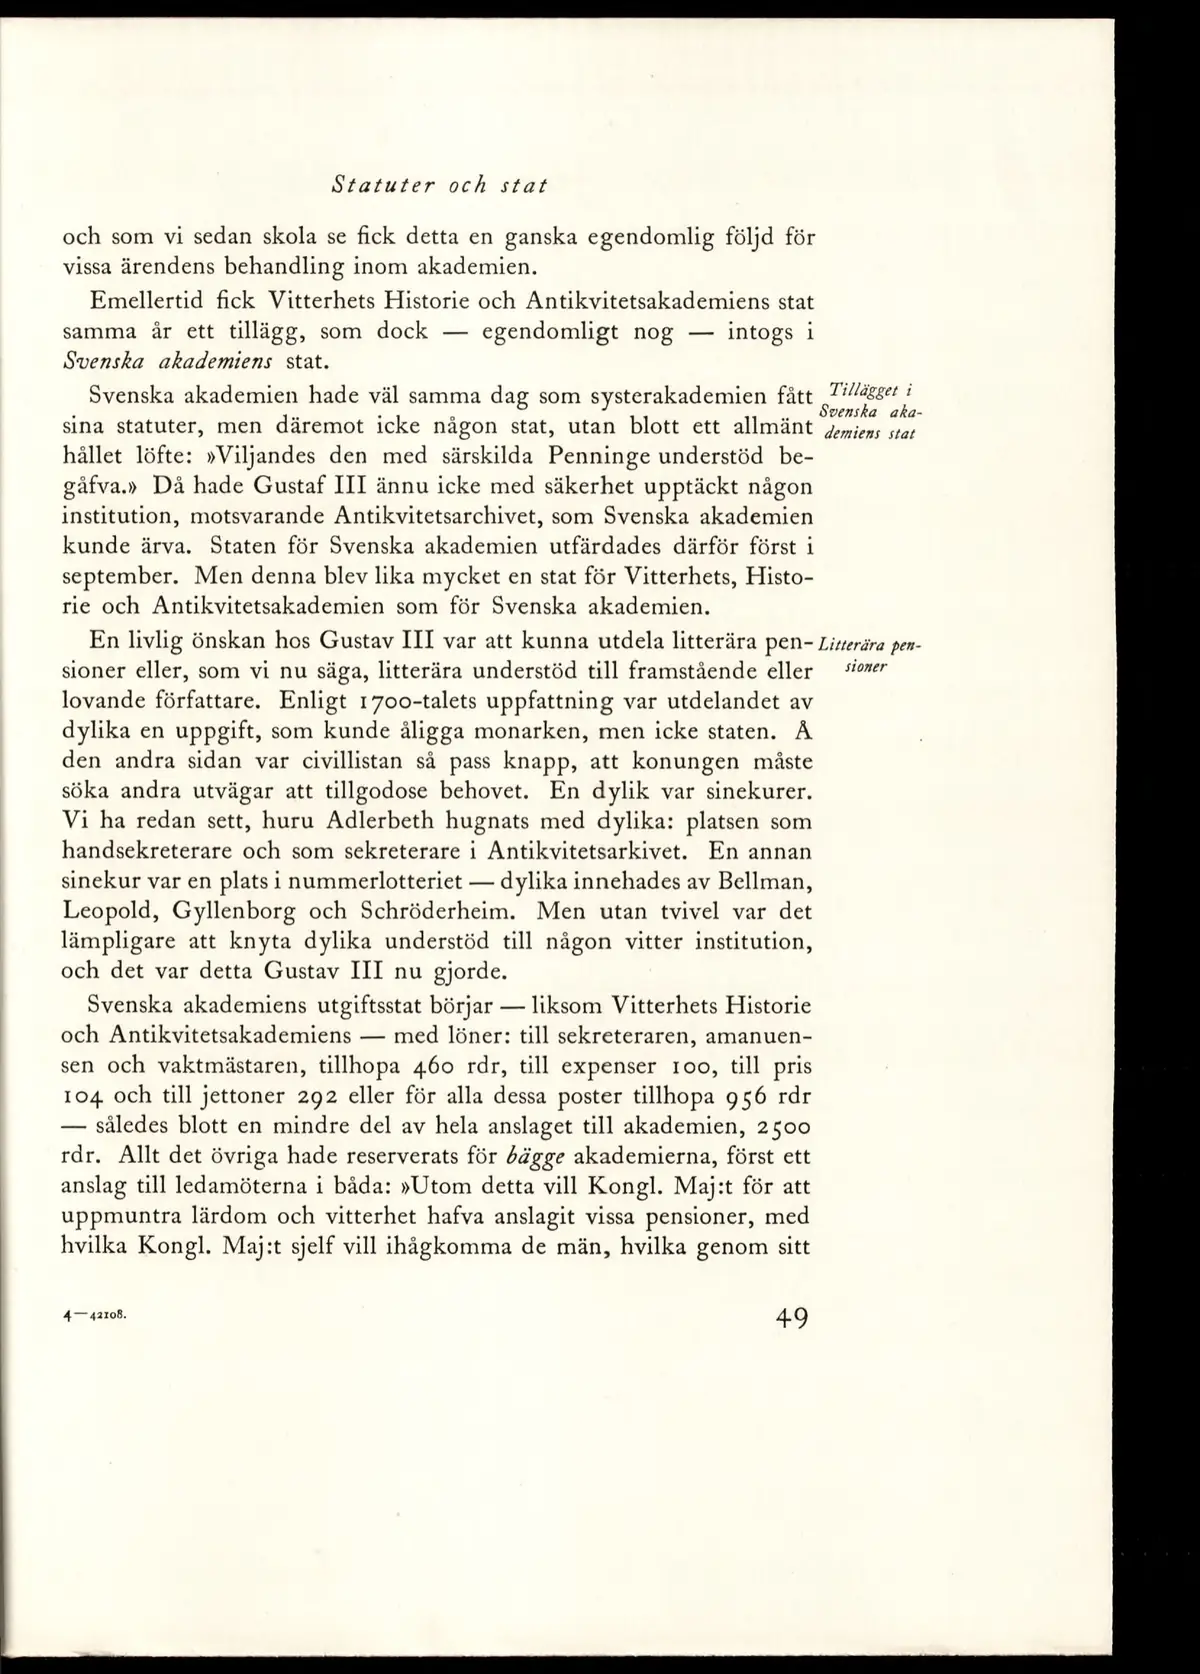 Statuter och stat
och som vi sedan skola se fick detta en ganska egendomlig följd för
vissa ärendens behandling inom akademien.
Emellertid fick Vitterhets Historie och Antikvitetsakademiens stat
samma år ett tillägg, som dock — egendomligt nog — intogs i
Svenska akademiens stat.
Svenska akademien hade väl samma dag som systerakademien fått
sina statuter, men däremot icke någon stat, utan blott ett allmänt
hållet löfte: »Viljandes den med särskilda Penninge understöd be-
gåfva.» Då hade Gustaf III ännu icke med säkerhet upptäckt någon
institution, motsvarande Antikvitetsarchivet, som Svenska akademien
kunde ärva. Staten för Svenska akademien utfärdades därför först i
september. Men denna blev lika mycket en stat för Vitterhets, Histo-
rie och Antikvitetsakademien som för Svenska akademien.
Tillägget i
Svenska aka-
demiens stat
En livlig önskan hos Gustav III var att kunna utdela litterära pen-
sioner eller, som vi nu säga, litterära understöd till framstående eller
lovande författare. Enligt 1700-talets uppfattning var utdelandet av
dylika en uppgift, som kunde åligga monarken, men icke staten. Å
den andra sidan var civillistan så pass knapp, att konungen måste
söka andra utvägar att tillgodose behovet. En dylik var sinekurer.
Vi ha redan sett, huru Adlerbeth hugnats med dylika: platsen som
handsekreterare och som sekreterare i Antikvitetsarkivet. En annan
sinekur var en plats i nummerlotteriet — dylika innehades av Bellman,
Leopold, Gyllenborg och Schröderheim. Men utan tvivel var det
lämpligare att knyta dylika understöd till någon vitter institution,
och det var detta Gustav III nu gjorde.
Litterära pen-
sioner
Svenska akademiens utgiftsstat börjar — liksom Vitterhets Historie
och Antikvitetsakademiens — med löner: till sekreteraren, amanuen-
sen och vaktmästaren, tillhopa 460 rdr, till expenser 100, till pris
104 och till jettoner 292 eller för alla dessa poster tillhopa 956 rdr
— således blott en mindre del av hela anslaget till akademien, 2500
rdr. Allt det övriga hade reserverats för bägge akademierna, först ett
anslag till ledamöterna i båda: »Utom detta vill Kongl. Maj:t för att
uppmuntra lärdom och vitterhet hafva anslagit vissa pensioner, med
hvilka Kongl. Maj:t sjelf vill ihågkomma de män, hvilka genom sitt
4—42108.
49